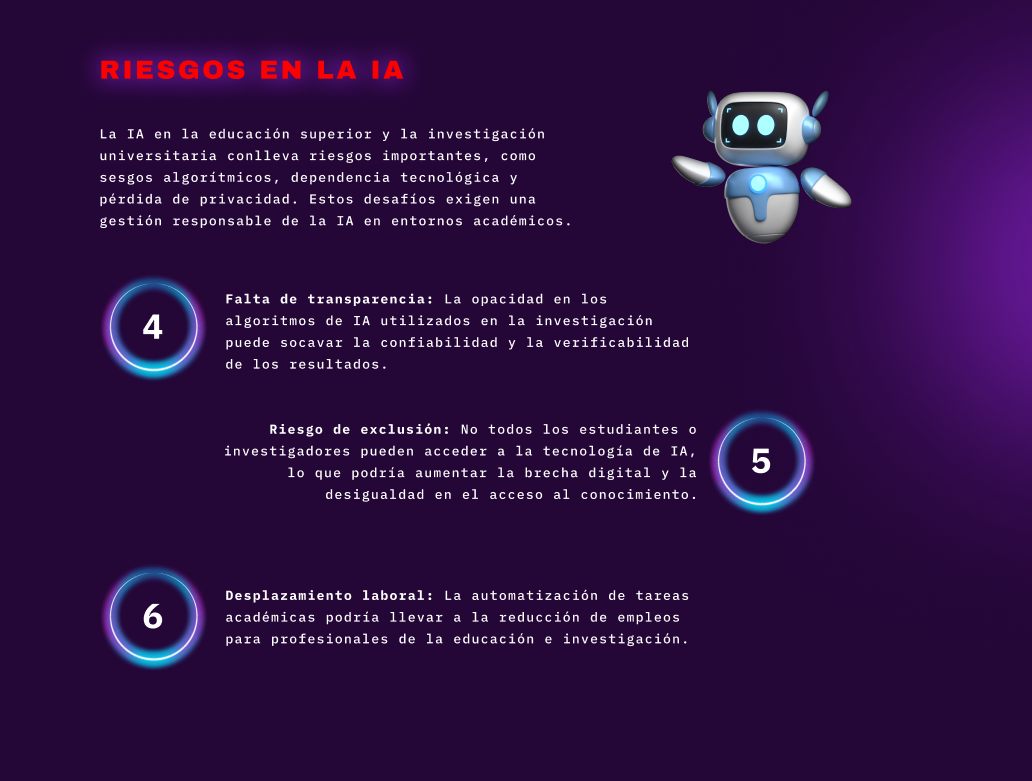 RIESGOS EN LA IA
La IA en la educación superior y la investigación
universitaria conlleva riesgos importantes, como
sesgos algorítmicos, dependencia tecnológica y
pérdida de privacidad. Estos desafíos exigen una
gestión responsable de la IA en entornos académicos.
4
Falta de transparencia: La opacidad en los
algoritmos de IA utilizados en la investigación
puede socavar la confiabilidad y la verificabilidad
de los resultados.
Riesgo de exclusión: No todos los estudiantes o
investigadores pueden acceder a la tecnología de IA,
lo que podría aumentar la brecha digital y la
desigualdad en el acceso al conocimiento.
5
6
Desplazamiento laboral: La automatización de tareas
académicas podría llevar a la reducción de empleos
para profesionales de la educación e investigación.